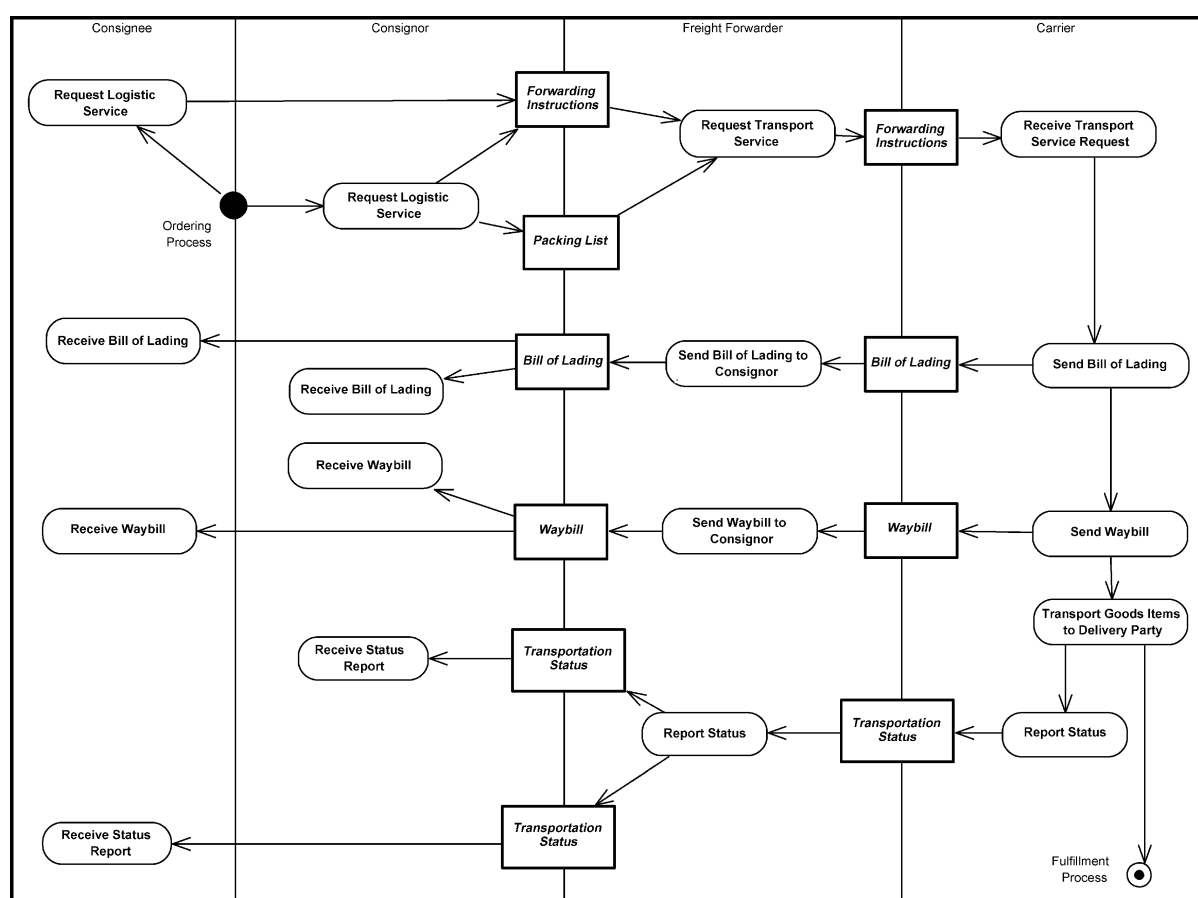 Consignee
Consignor
Freight Forwarder
Carrier
Request Logistic
Service
Forwarding
Instructions
Request Transport
Service
Forwarding
Instructions
Receive Transport
Service Request
Request Logistic
Service
Ordering
Process
Packing List
Receive Bill of Lading
Bill of Lading
Send Bill of Lading to
Consignor
Bill of Lading
Send Bill of Lading
Receive Bill of Lading
Receive Waybill
Receive Waybill
Waybill
Send Waybill to
Consignor
Waybill
Send Waybill
Transport Goods Items
to Delivery Party
Receive Status
Report
Transportation
Status
Report Status
Transportation
Status
Report Status
Receive Status
Report
Transportation
Status
Fulfillment
Process